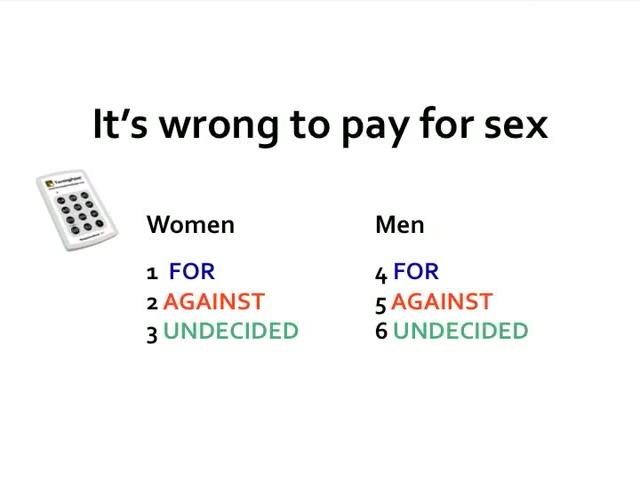 It's wrong to pay for sex
Women
1 FOR
2 AGAINST
3 UNDECIDED
Men
4 FOR
5 AGAINST
6 UNDECIDED